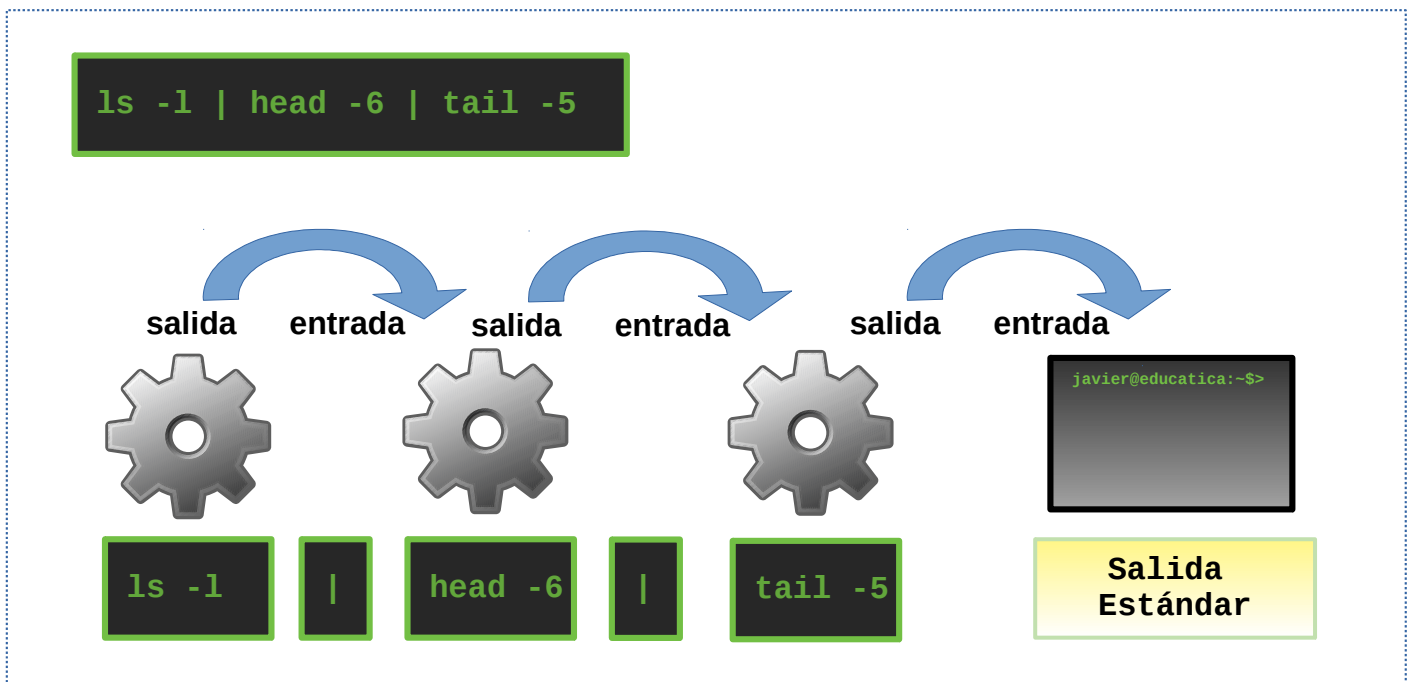 ls -l | head -6 | tail -5
salida entrada salida entrada salida entrada
javier@educatica:~$>
ls -l | head -6 | tail -5
Salida
Estándar